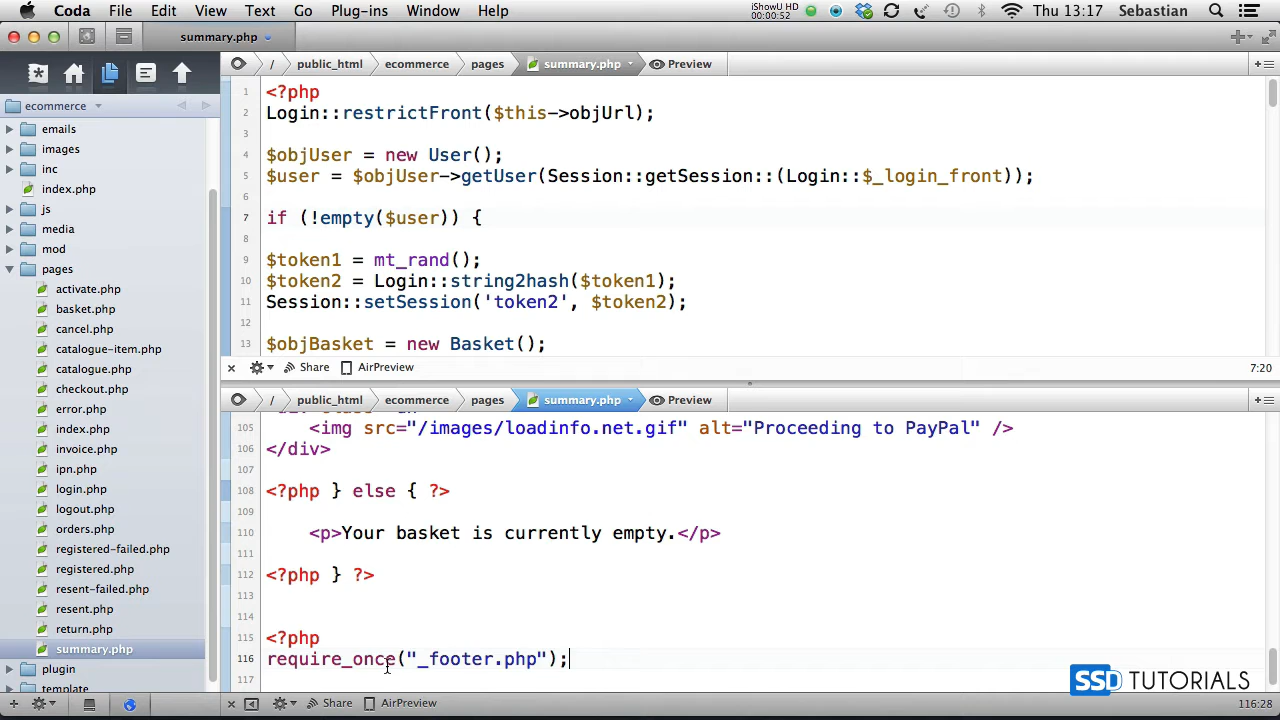 Coda File Edit View Text Go Plug-ins Window Help iShowU HD 00:00:52 Thu 13:17 Sebastian
summary.php
/ public_html ecommerce pages summary.php Preview
ecommerce
emails
images
inc
index.php
js
media
mod
pages
activate.php
basket.php
cancel.php
catalogue-item.php
catalogue.php
checkout.php
error.php
index.php
invoice.php
ipn.php
login.php
logout.php
orders.php
registered-failed.php
registered.php
resent-failed.php
resent.php
return.php
summary.php
plugin
template
1 <?php
2 Login::restrictFront($this->objUrl);
3
4 $objUser = new User();
5 $user = $objUser->getUser(Session::getSession::(Login::$_login_front));
6
7 if (!empty($user)) {
8
9 $token1 = mt_rand();
10 $token2 = Login::string2hash($token1);
11 Session::setSession('token2', $token2);
12
13 $objBasket = new Basket();
Share AirPreview 7:20
/ public_html ecommerce pages summary.php Preview
105 <img src="/images/loadinfo.net.gif" alt="Proceeding to PayPal" />
106 </div>
107
108 <?php } else { ?>
109
110 <p>Your basket is currently empty.</p>
111
112 <?php } ?>
113
114
115 <?php
116 require_once("_footer.php");
117
SSD TUTORIALS
Share AirPreview 116:28